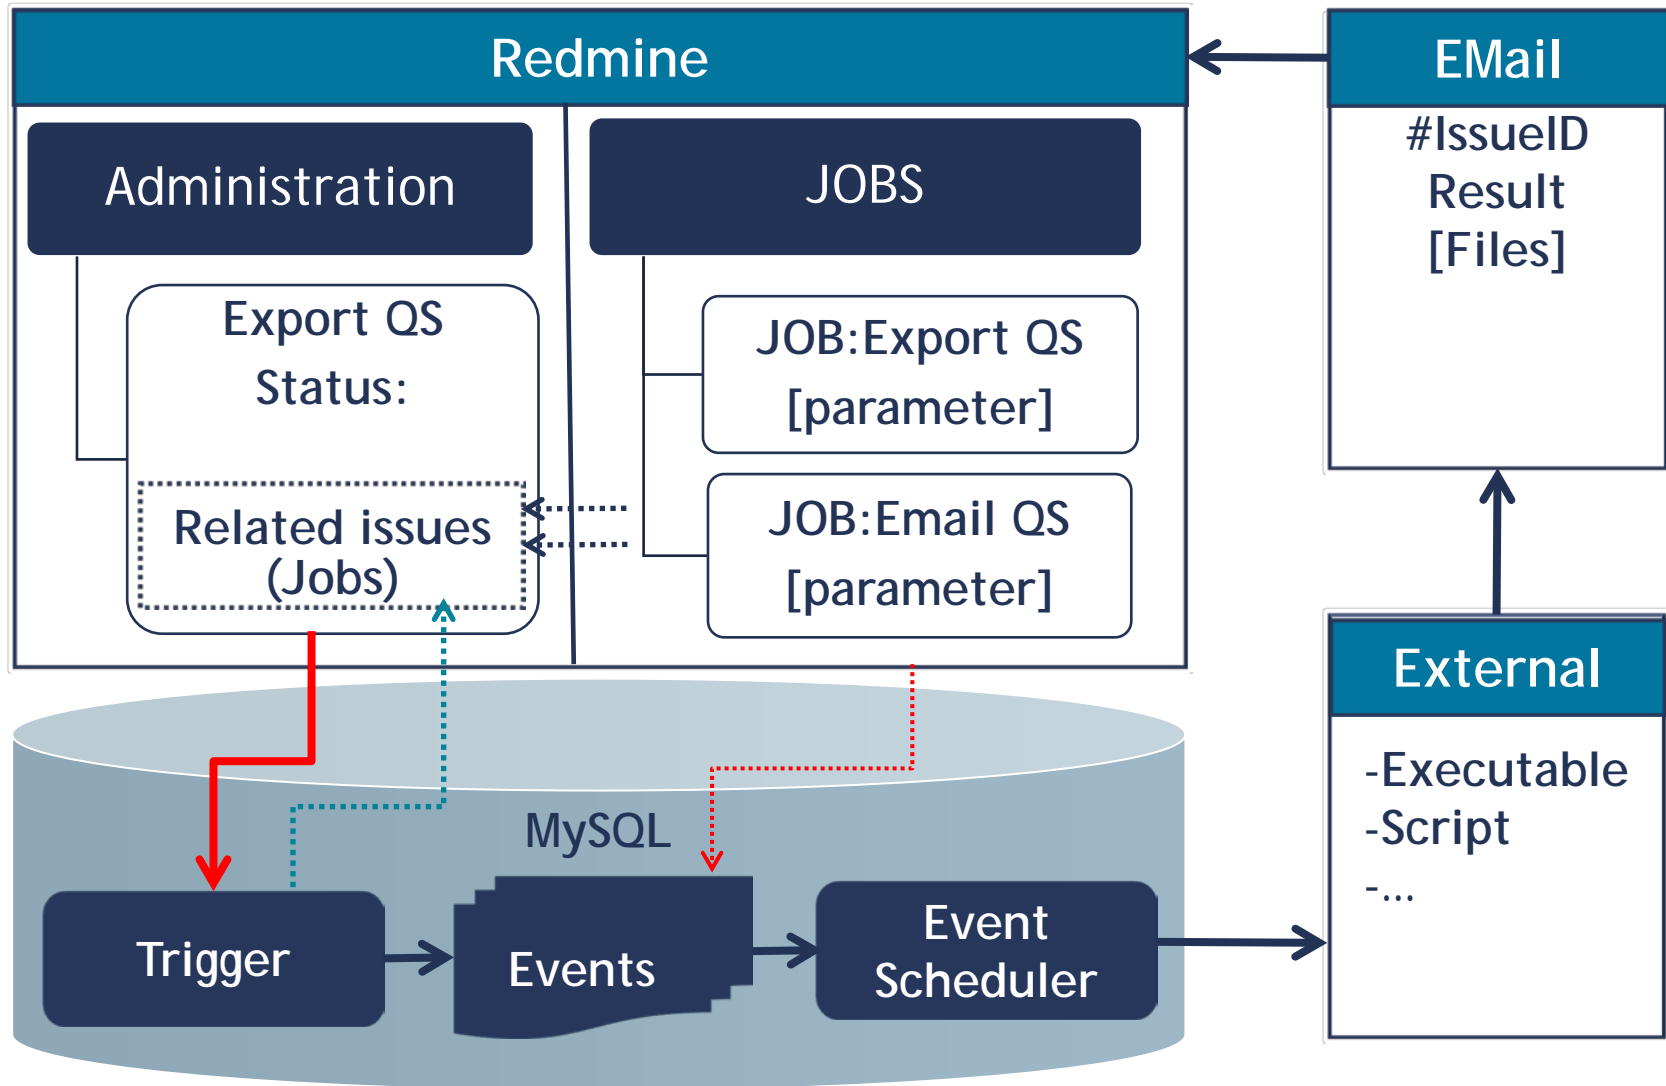 Redmine
Administration
Export QS
Status:
Related issues
(Jobs)
JOBS
JOB:Export QS
[parameter]
JOB:Email QS
[parameter]
EMail
#IssueID
Result
[Files]
MySQL
Trigger
Events
Event
Scheduler
External
-Executable
-Script
-...